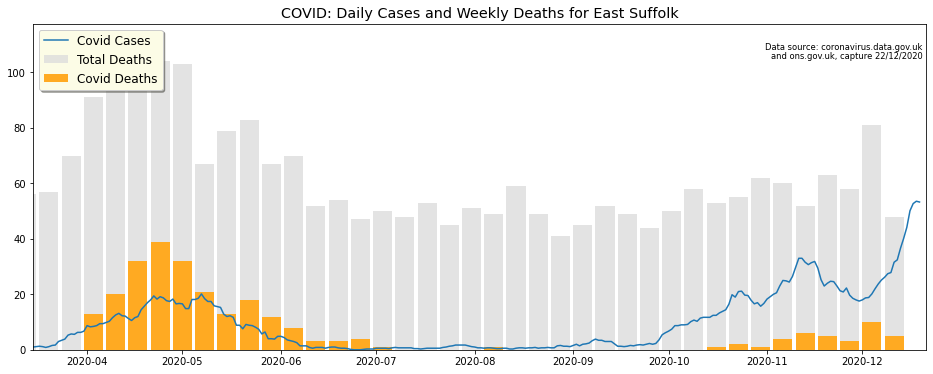 COVID: Daily Cases and Weekly Deaths for East Suffolk
Covid Cases
Total Deaths
Covid Deaths
Data source: coronavirus.data.gov.uk
and ons.gov.uk, capture 22/12/2020
100
80
60
40
20
0
2020-04 2020-05 2020-06 2020-07 2020-08 2020-09 2020-10 2020-11 2020-12